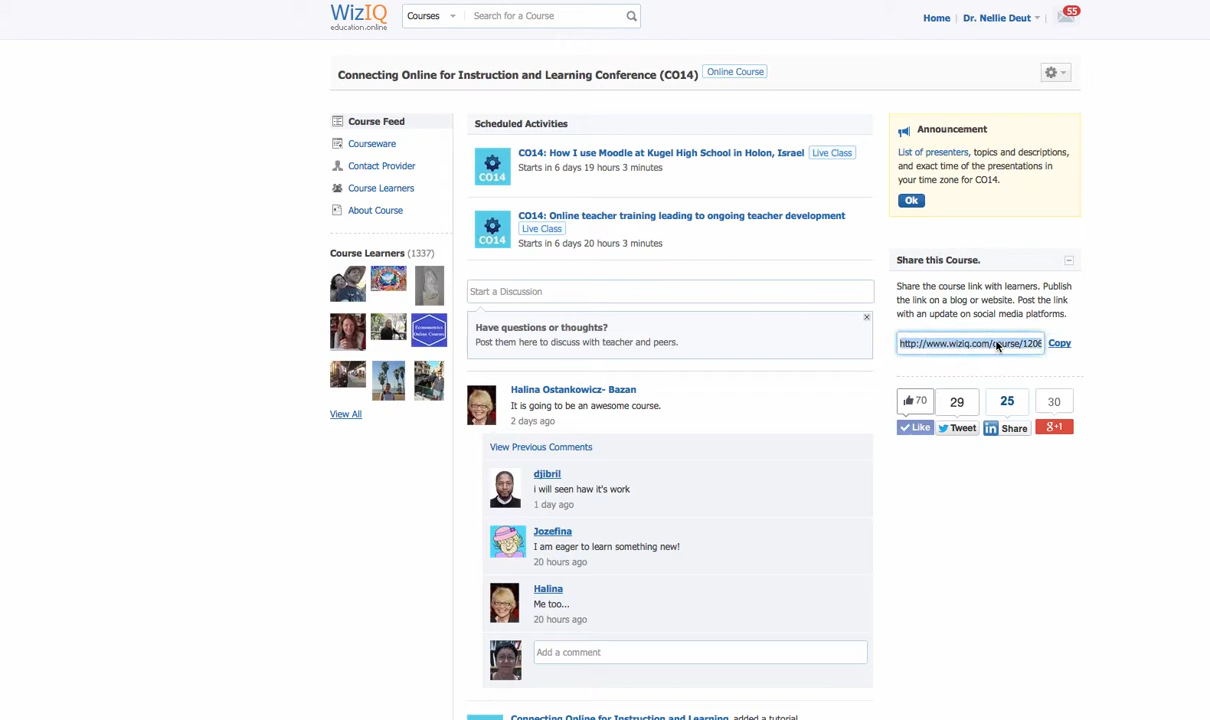 WizIQ
education.online
Courses
Search for a Course
Home | Dr. Nellie Deut
55
Connecting Online for Instruction and Learning Conference (CO14) Online Course
Course Feed
Courseware
Contact Provider
Course Learners
About Course
Course Learners (1337)
View All
Scheduled Activities
CO14
CO14: How I use Moodle at Kugel High School in Holon, Israel Live Class
Starts in 6 days 19 hours 3 minutes
CO14
CO14: Online teacher training leading to ongoing teacher development
Live Class
Starts in 6 days 20 hours 3 minutes
Start a Discussion
Have questions or thoughts?
Post them here to discuss with teacher and peers.
Halina Ostankowicz- Bazan
It is going to be an awesome course.
2 days ago
View Previous Comments
djibril
i will seen haw it's work
1 day ago
Jozefina
I am eager to learn something new!
20 hours ago
Halina
Me too...
20 hours ago
Add a comment
Connecting Online for Instruction and Learning added a tutorial
Announcement
List of presenters, topics and descriptions,
and exact time of the presentations in
your time zone for CO14.
Ok
Share this Course.
Share the course link with learners. Publish
the link on a blog or website. Post the link
with an update on social media platforms.
http://www.wiziq.com/course/1206 Copy
70 29 25 30
Like Tweet in Share g+1